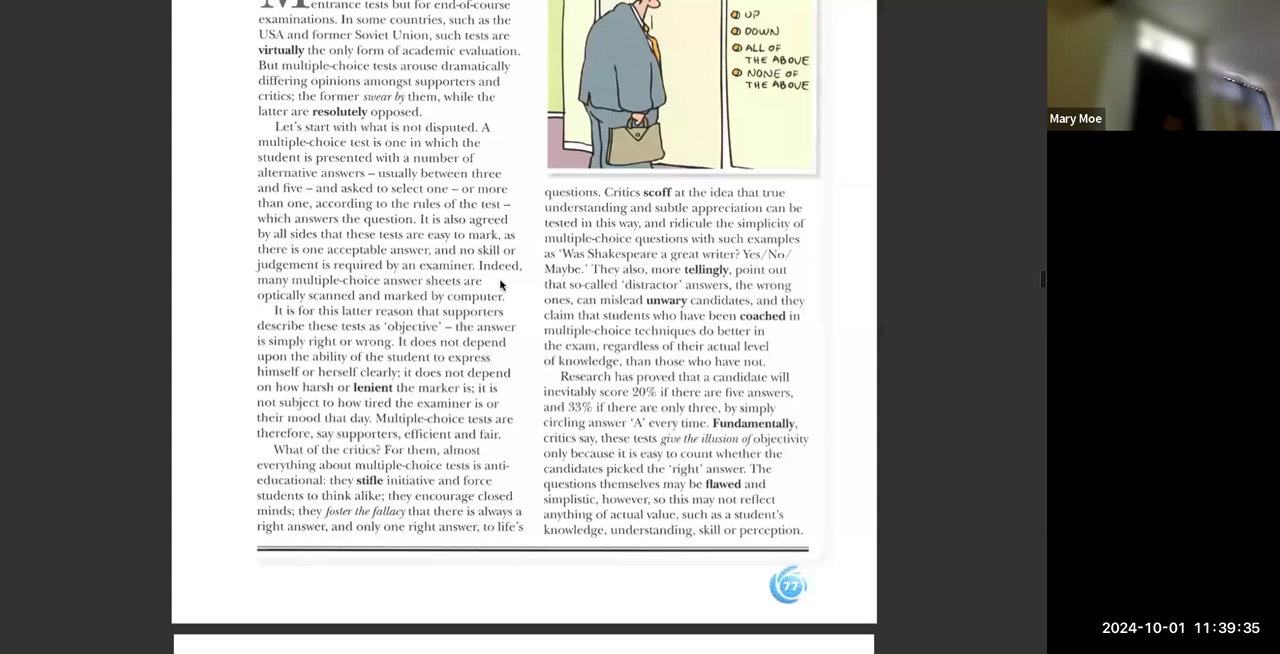 entrance tests but for end-of-course
examinations. In some countries, such as the
USA and former Soviet Union, such tests are
virtually the only form of academic evaluation.
But multiple-choice tests arouse dramatically
differing opinions amongst supporters and
critics; the former swear by them, while the
latter are resolutely opposed.
Let's start with what is not disputed. A
multiple-choice test is one in which the
student is presented with a number of
alternative answers – usually between three
and five – and asked to select one – or more
than one, according to the rules of the test –
which answers the question. It is also agreed
by all sides that these tests are easy to mark, as
there is one acceptable answer, and no skill or
judgement is required by an examiner. Indeed,
many multiple-choice answer sheets are
optically scanned and marked by computer.
It is for this latter reason that supporters
describe these tests as 'objective' – the answer
is simply right or wrong. It does not depend
upon the ability of the student to express
himself or herself clearly; it does not depend
on how harsh or lenient the marker is; it is
not subject to how tired the examiner is or
their mood that day. Multiple-choice tests are
therefore, say supporters, efficient and fair.
What of the critics? For them, almost
everything about multiple-choice tests is anti-
educational: they stifle initiative and force
students to think alike; they encourage closed
minds; they foster the fallacy that there is always a
right answer, and only one right answer, to life's
UP
DOWN
ALL OF
THE ABOVE
NONE OF
THE ABOVE
questions. Critics scoff at the idea that true
understanding and subtle appreciation can be
tested in this way, and ridicule the simplicity of
multiple-choice questions with such examples
as 'Was Shakespeare a great writer? Yes/No/
Maybe.' They also, more tellingly, point out
that so-called 'distractor' answers, the wrong
ones, can mislead unwary candidates, and they
claim that students who have been coached in
multiple-choice techniques do better in
the exam, regardless of their actual level
of knowledge, than those who have not.
Research has proved that a candidate will
inevitably score 20% if there are five answers,
and 33% if there are only three, by simply
circling answer 'A' every time. Fundamentally,
critics say, these tests give the illusion of objectivity
only because it is easy to count whether the
candidates picked the 'right' answer. The
questions themselves may be flawed and
simplistic, however, so this may not reflect
anything of actual value, such as a student's
knowledge, understanding, skill or perception.
77
Mary Moe
2024-10-01 11:39:35